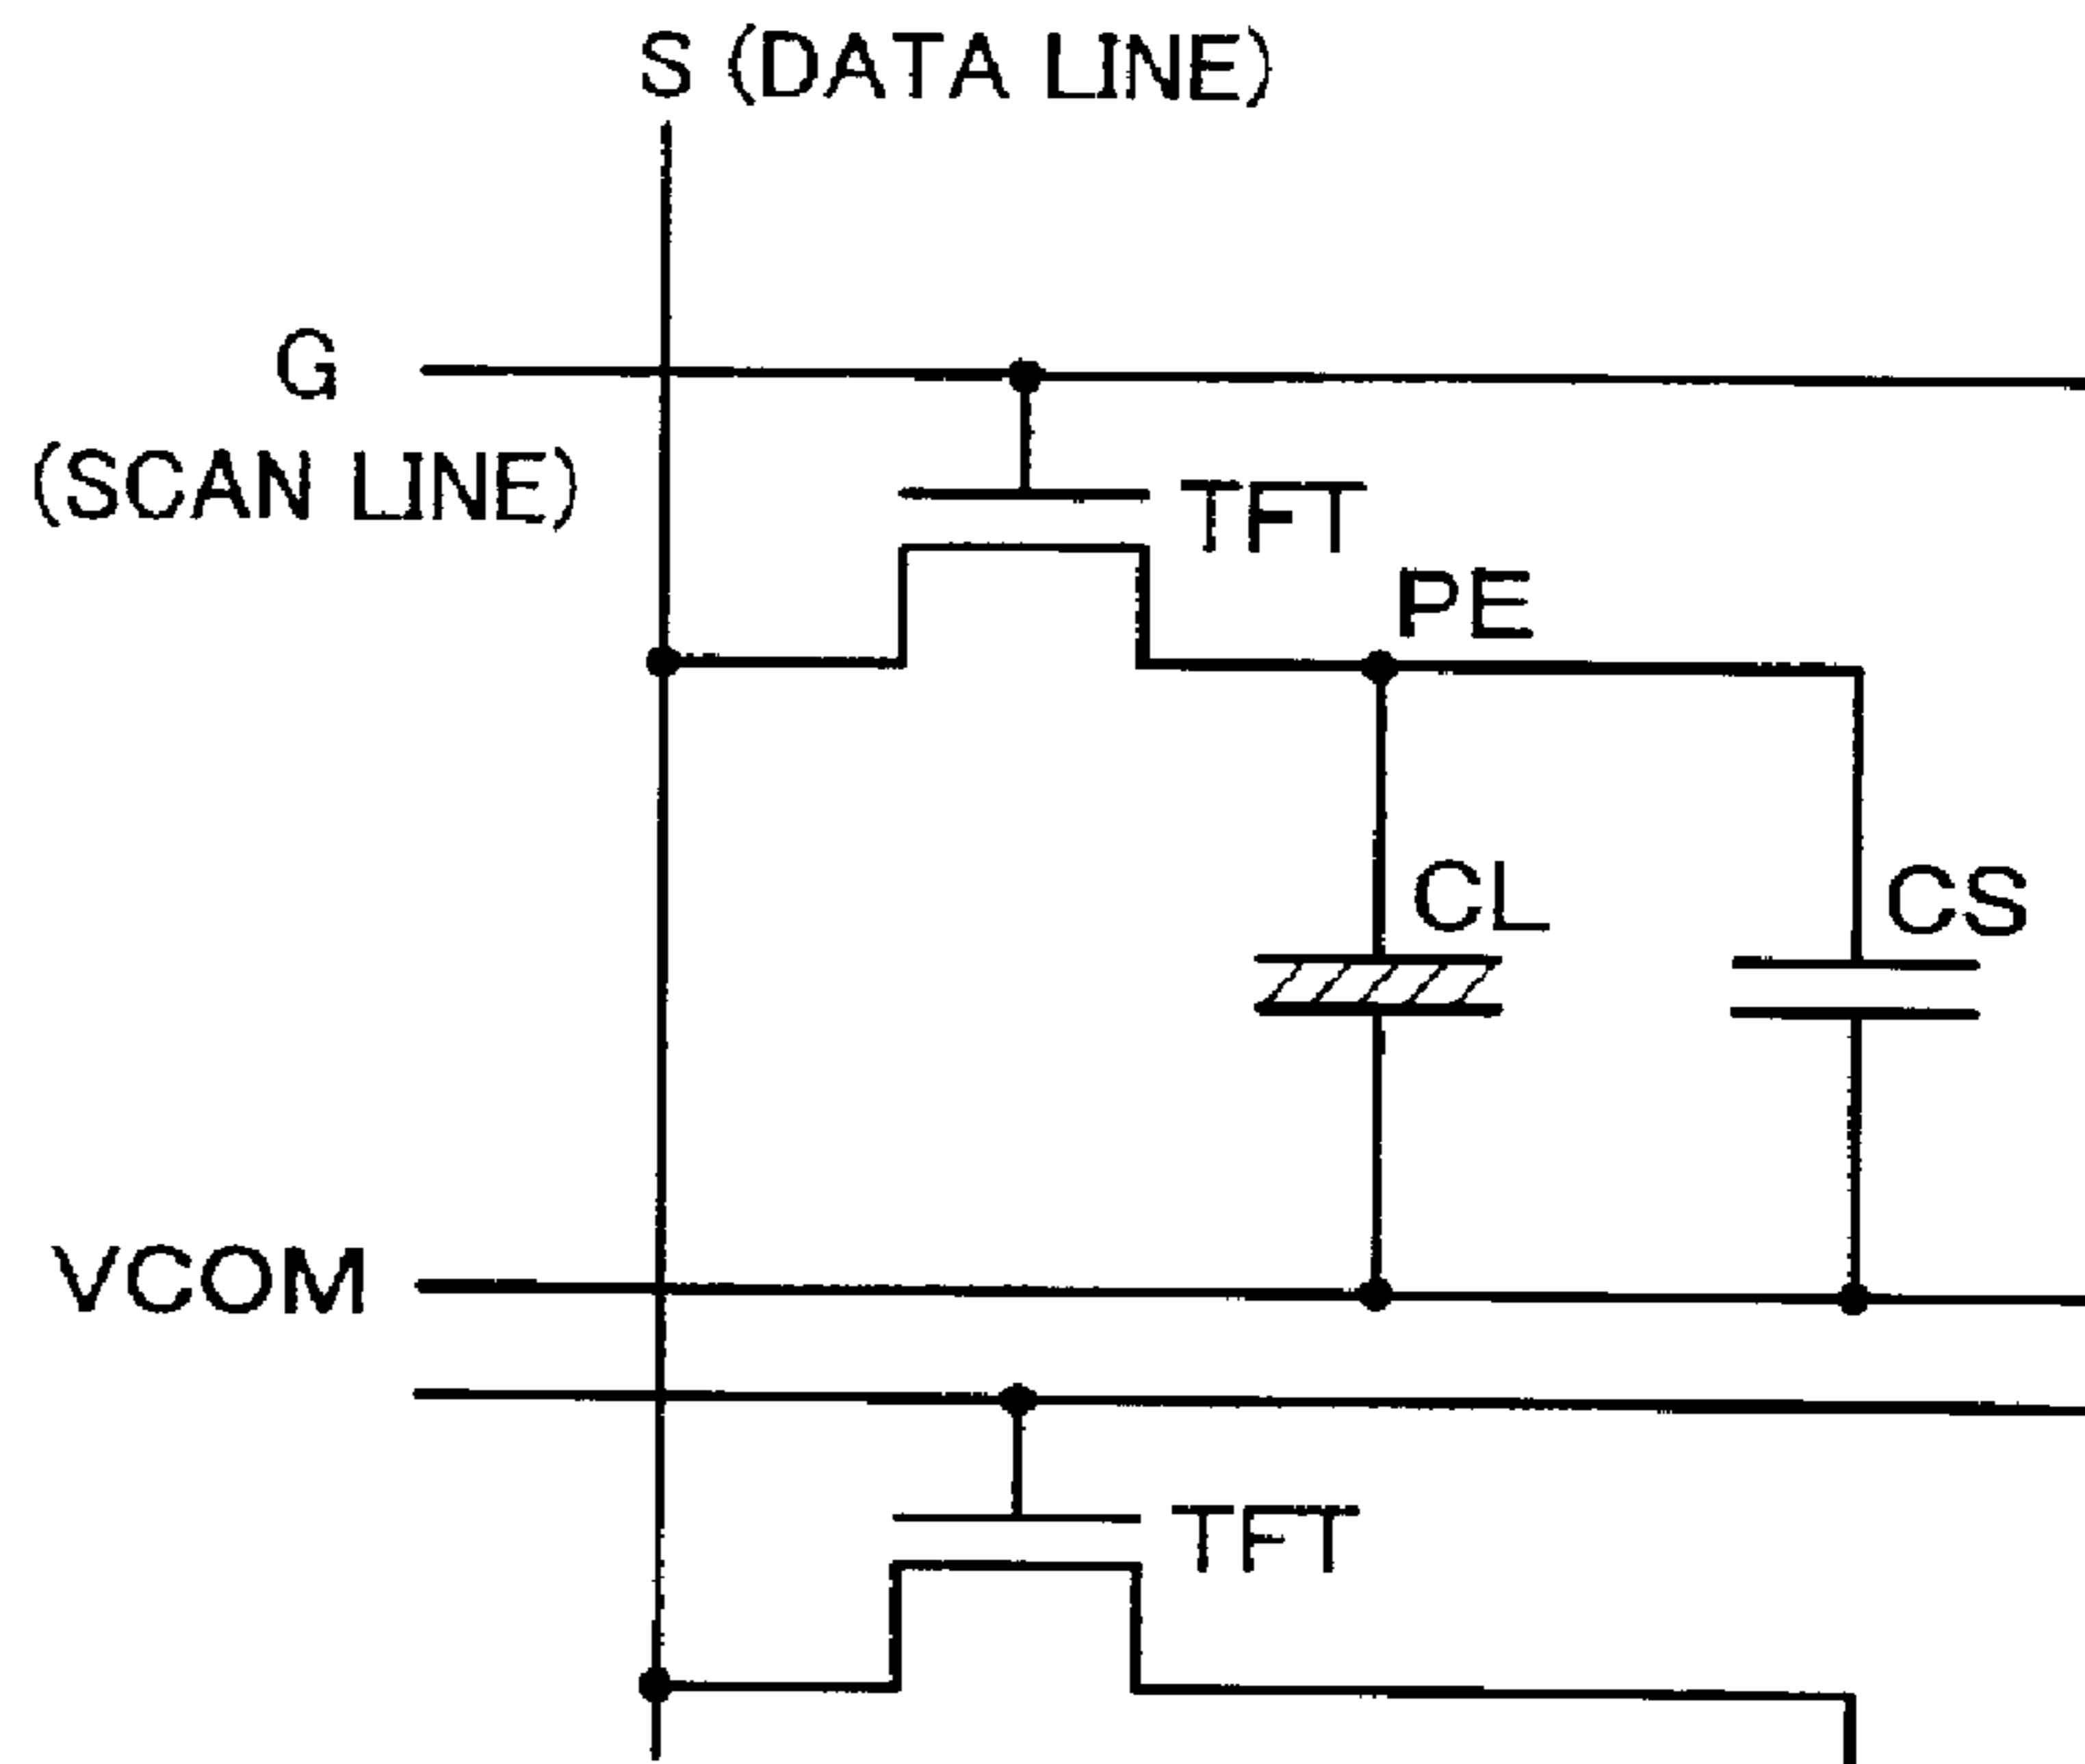 S (DATA LINE)
G
(SCAN LINE)
TFT
PE
CL
CS
VCOM
TFT